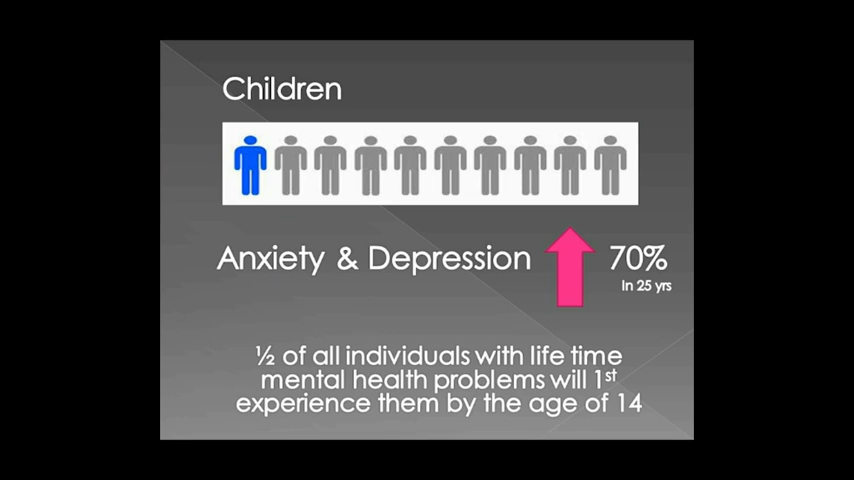 Children
Anxiety & Depression 70%
In 25 yrs
½ of all individuals with life time
mental health problems will 1st
experience them by the age of 14